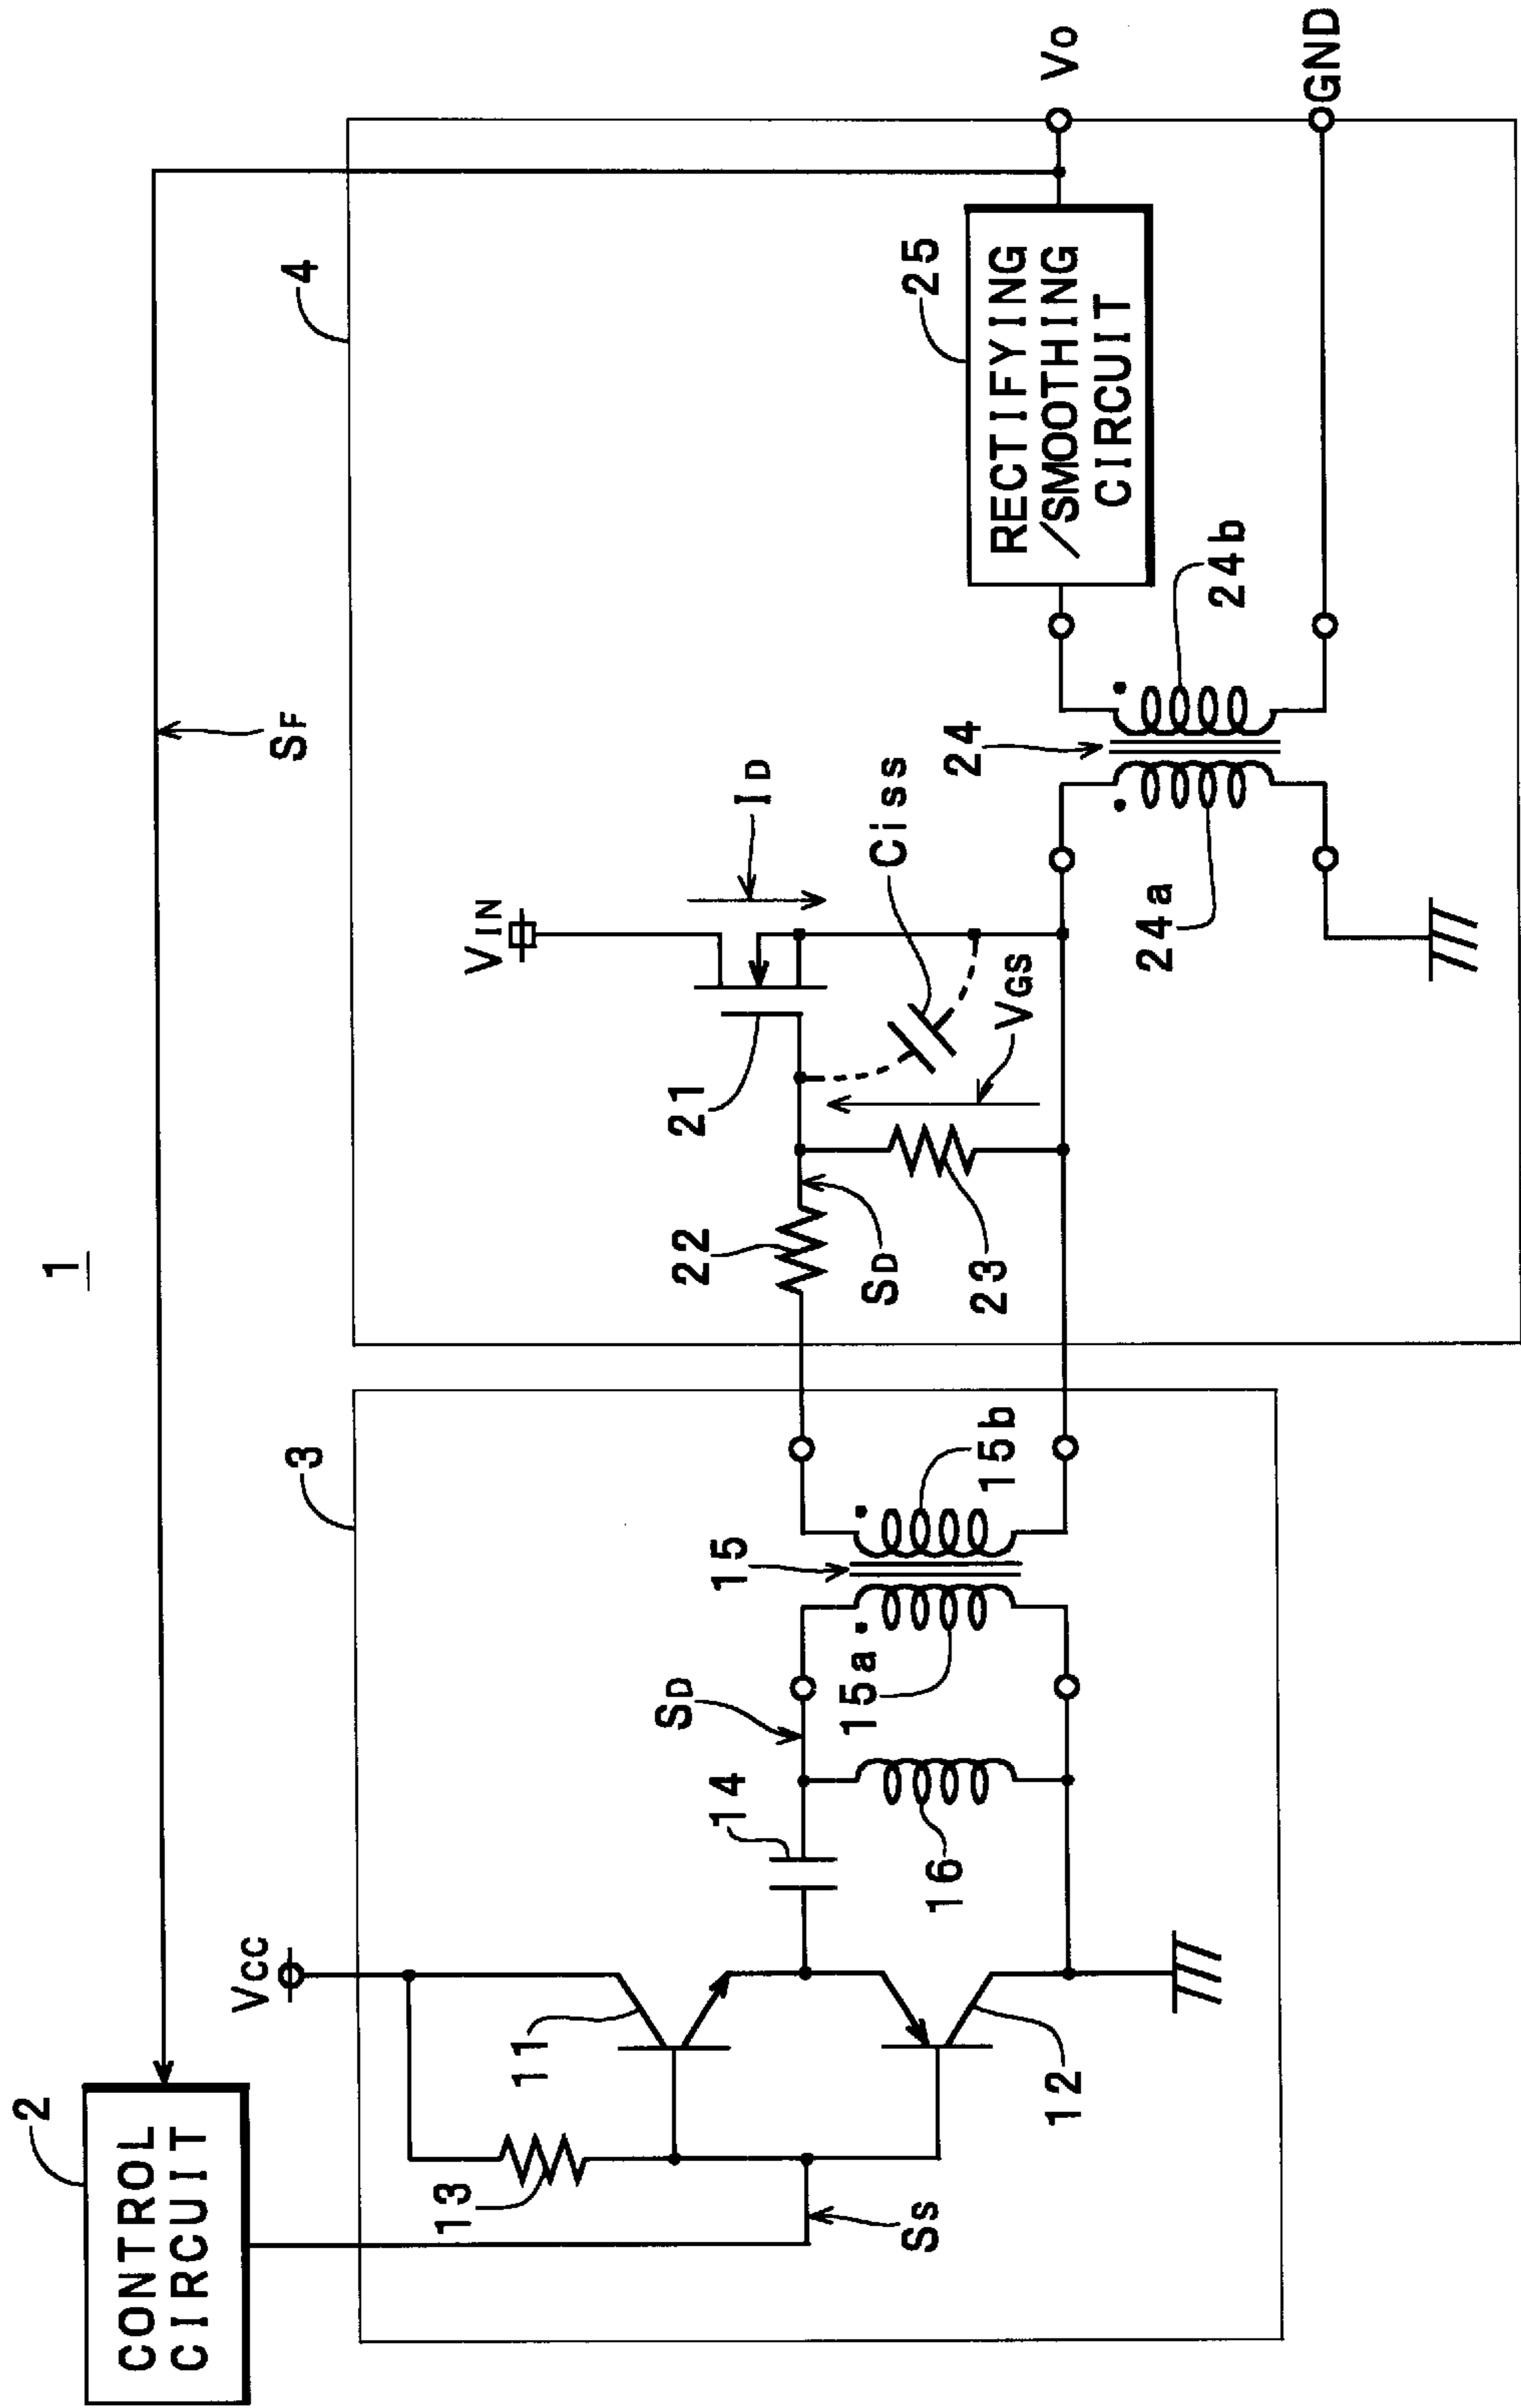 1
2
CONTROL
CIRCUIT
SF
3
4
VCC
13
11
12
SS
14
16
SD
15
15a
15b
22
SD
23
21
VIN
ID
Ciss
VGS
24
24a
24b
25
RECTIFYING
/SMOOTHING
CIRCUIT
Vo
GND